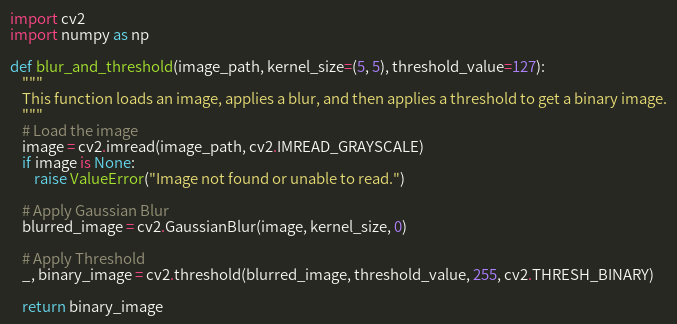 import cv2
import numpy as np

def blur_and_threshold(image_path, kernel_size=(5, 5), threshold_value=127):
    """
    This function loads an image, applies a blur, and then applies a threshold to get a binary image.
    """
    # Load the image
    image = cv2.imread(image_path, cv2.IMREAD_GRAYSCALE)
    if image is None:
        raise ValueError("Image not found or unable to read.")

    # Apply Gaussian Blur
    blurred_image = cv2.GaussianBlur(image, kernel_size, 0)

    # Apply Threshold
    _, binary_image = cv2.threshold(blurred_image, threshold_value, 255, cv2.THRESH_BINARY)

    return binary_image